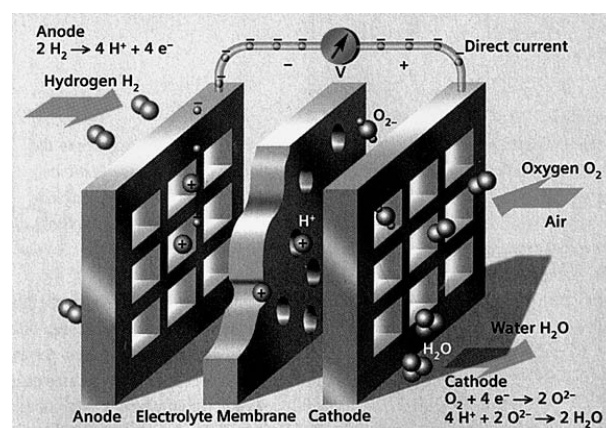 Anode
2 H₂ → 4 H⁺ + 4 e⁻
Hydrogen H₂
− V +
Direct current
O₂₋
Oxygen O₂
Air
H⁺
+
+
+
+
Water H₂O
H₂O
Cathode
O₂ + 4 e⁻ → 2 O²⁻
4 H⁺ + 2 O²⁻ → 2 H₂O
Anode Electrolyte Membrane Cathode